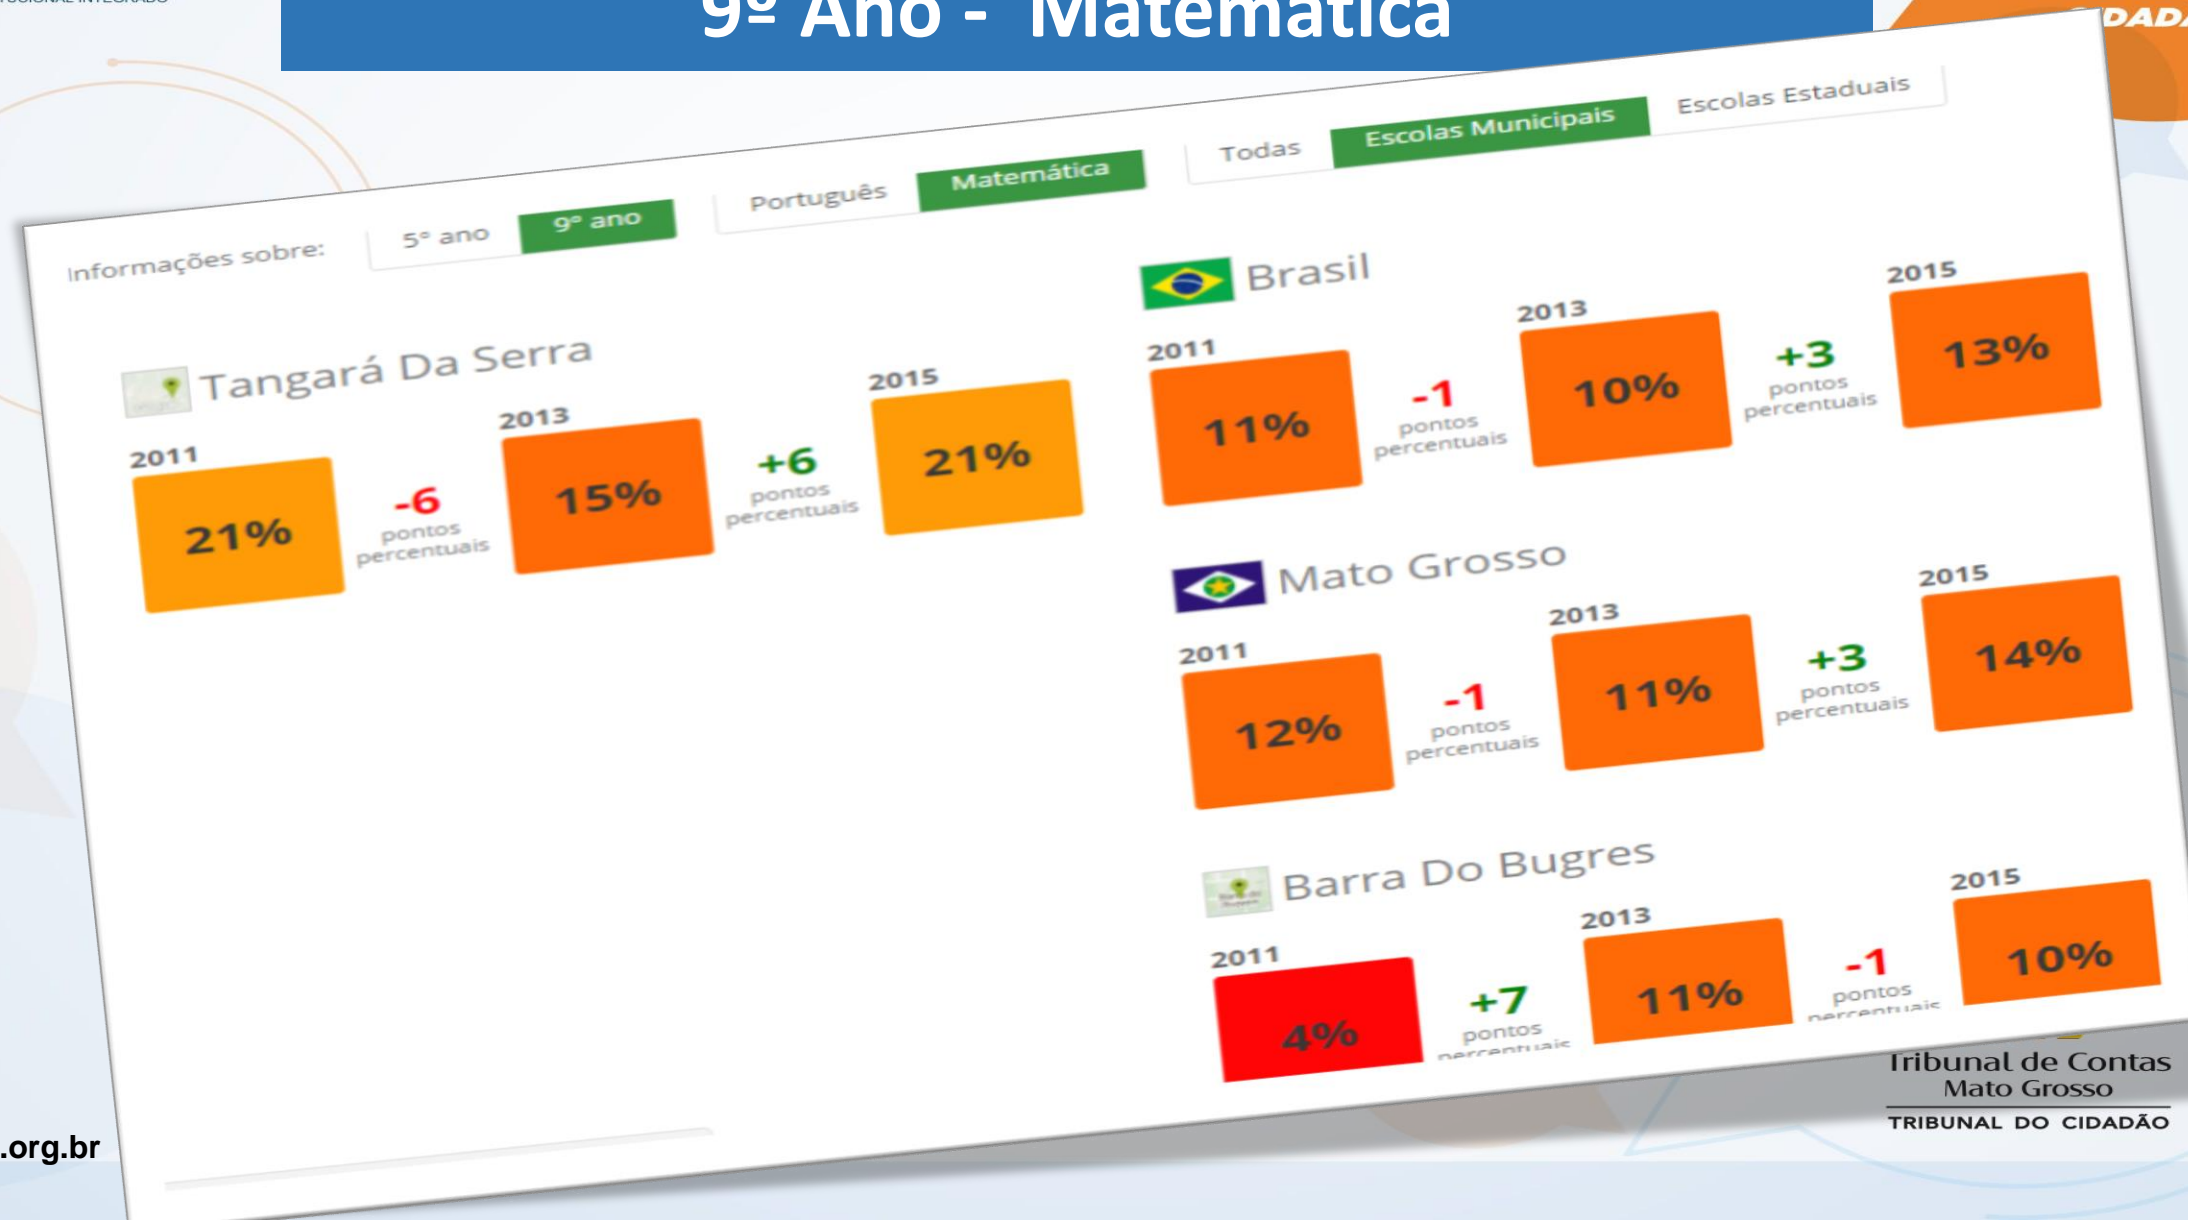 9º Ano - Matemática
Informações sobre:
5º ano
9º ano
Português
Matemática
Todas
Escolas Municipais
Escolas Estaduais
Tangará Da Serra
2011
21%
-6
pontos
percentuais
2013
15%
+6
pontos
percentuais
2015
21%
Brasil
2011
11%
-1
pontos
percentuais
2013
10%
+3
pontos
percentuais
2015
13%
Mato Grosso
2011
12%
-1
pontos
percentuais
2013
11%
+3
pontos
percentuais
2015
14%
Barra Do Bugres
2011
4%
+7
pontos
percentuais
2013
11%
-1
pontos
percentuais
2015
10%
Tribunal de Contas
Mato Grosso
TRIBUNAL DO CIDADÃO
.org.br